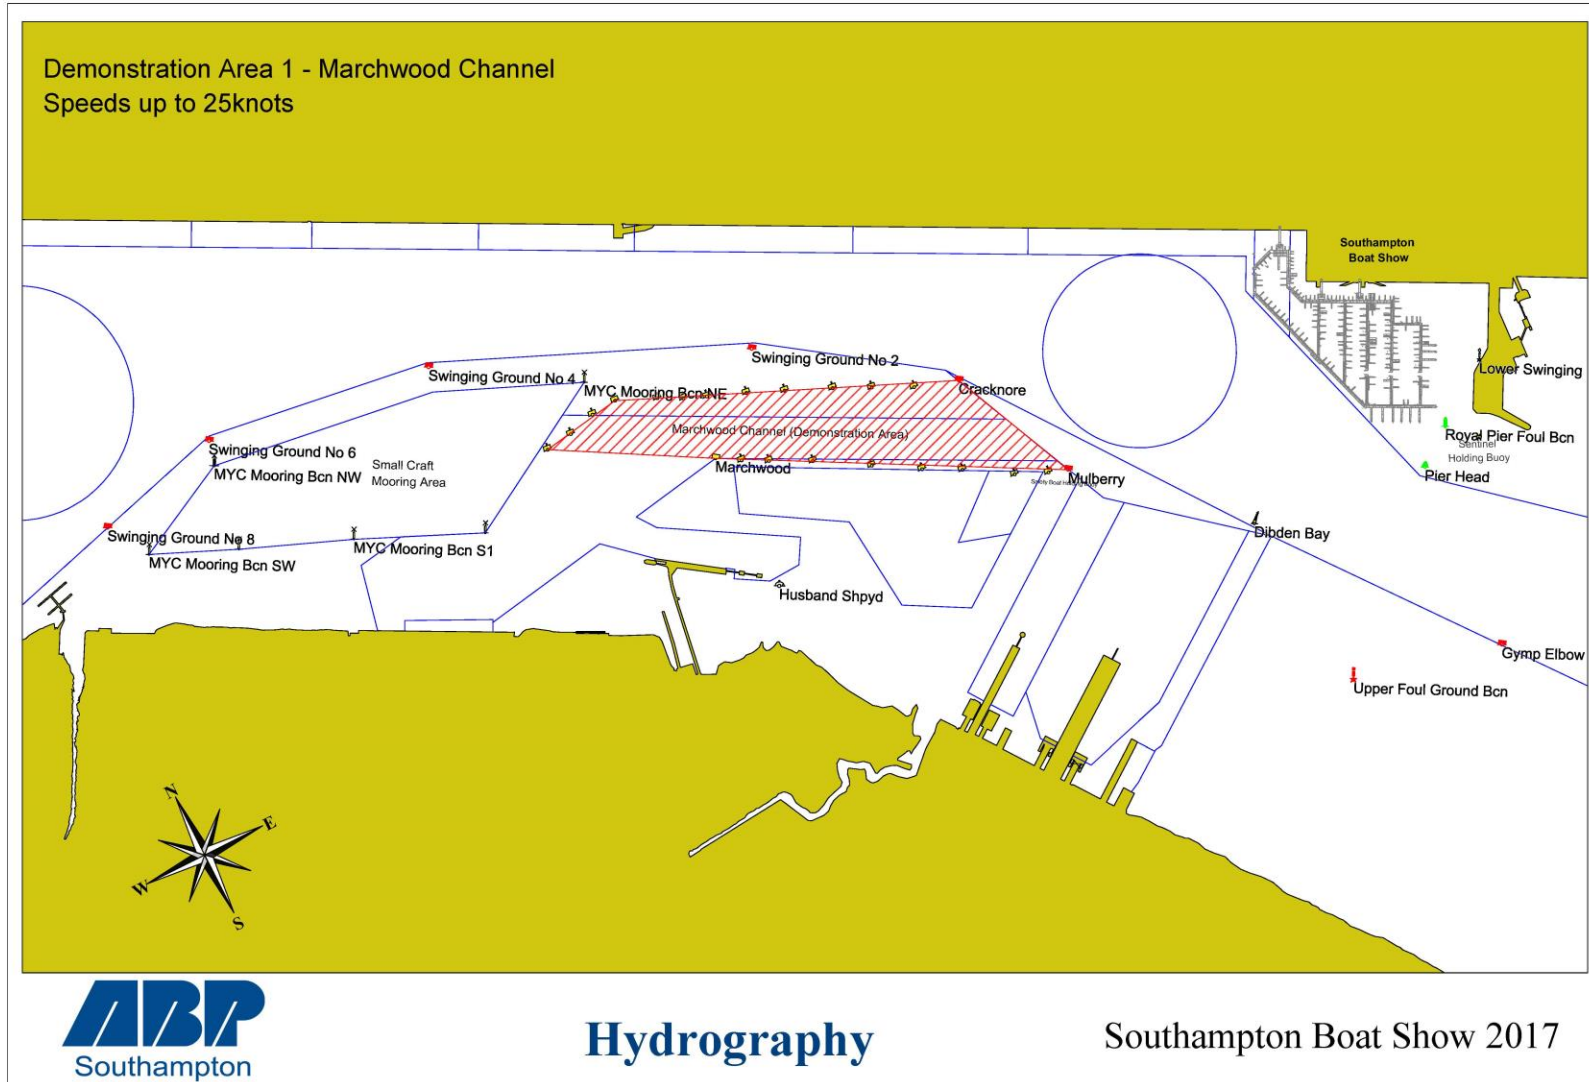 Demonstration Area 1 - Marchwood Channel
Speeds up to 25knots
Southampton
Boat Show
Swinging Ground No 2
Lower Swinging
Swinging Ground No 4
MYC Mooring Bcn NE
Cracknore
Marchwood Channel (Demonstration Area)
Royal Pier Foul Bcn
Sentinel
Holding Buoy
Swinging Ground No 6
MYC Mooring Bcn NW
Small Craft
Mooring Area
Marchwood
Mulberry
Pier Head
Swinging Ground No 8
MYC Mooring Bcn SW
MYC Mooring Bcn S1
Dibden Bay
Husband Shpyd
Gymp Elbow
Upper Foul Ground Bcn
N
E
W
S
ABP
Southampton
Hydrography
Southampton Boat Show 2017